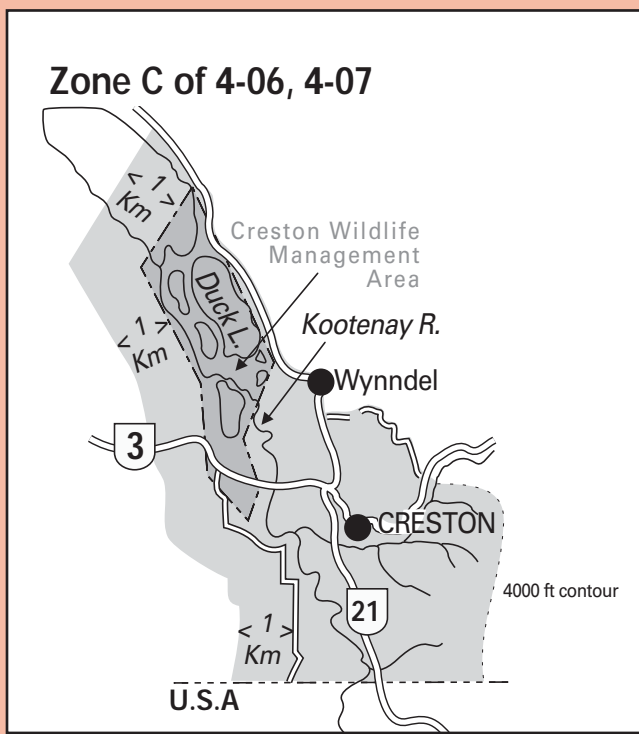 Zone C of 4-06, 4-07
< 1 >
Km
Creston Wildlife
Management
Area
Duck L.
Kootenay R.
< 1 >
Km
Wynndel
3
CRESTON
4000 ft contour
21
< 1 >
Km
U.S.A